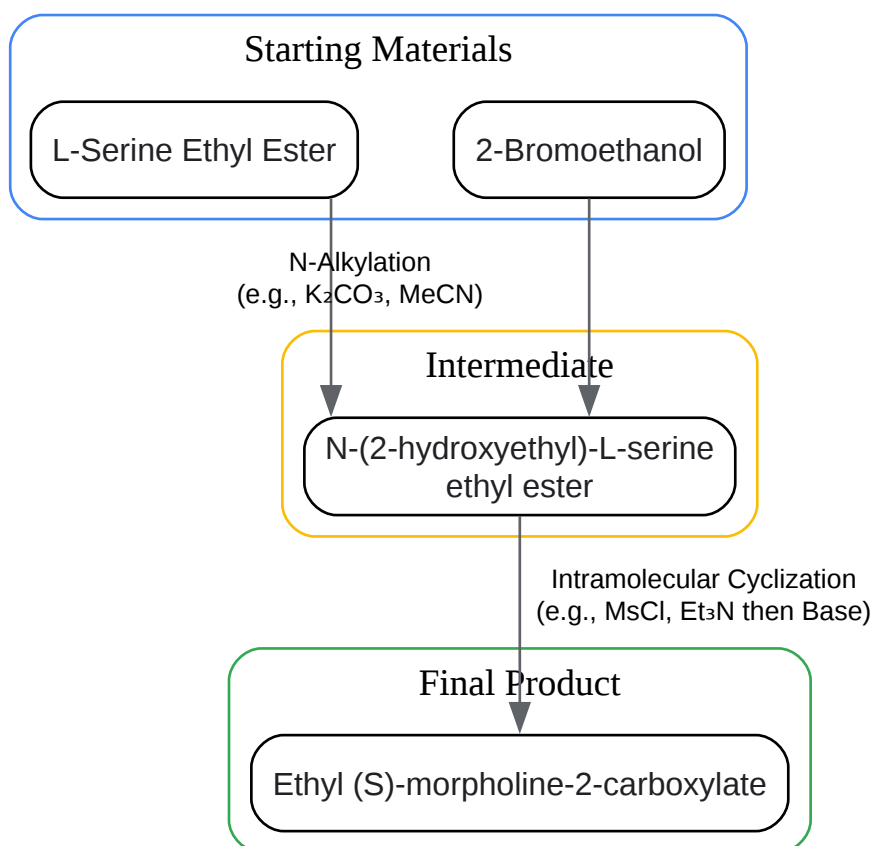 Starting Materials
L-Serine Ethyl Ester
2-Bromoethanol
N-Alkylation
(e.g., K₂CO₃, MeCN)
Intermediate
N-(2-hydroxyethyl)-L-serine
ethyl ester
Intramolecular Cyclization
(e.g., MsCl, Et₃N then Base)
Final Product
Ethyl (S)-morpholine-2-carboxylate